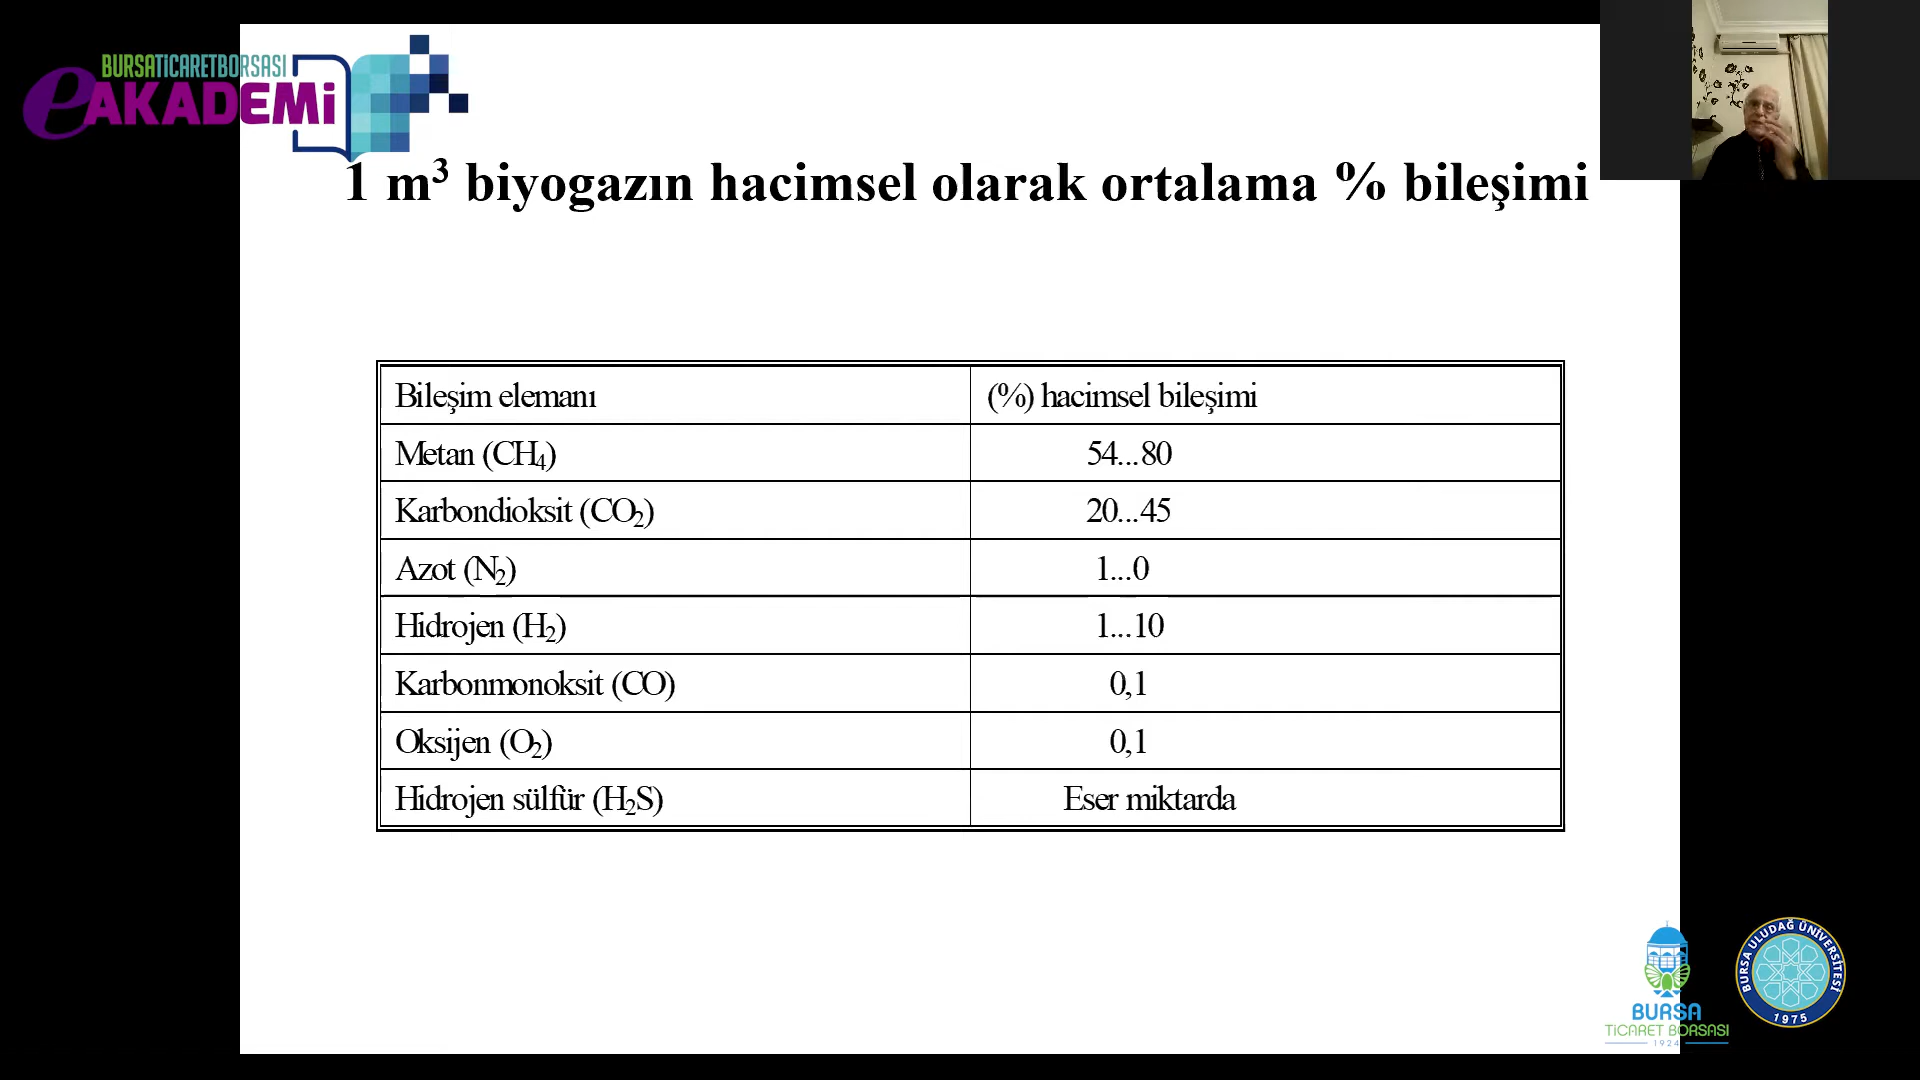 BURSATICARETBORSASI
eAKADEMİ
1 m³ biyogazın hacimsel olarak ortalama % bileşimi
Bileşim elemanı (%) hacimsel bileşimi
Metan (CH₄) 54...80
Karbondioksit (CO₂) 20...45
Azot (N₂) 1...0
Hidrojen (H₂) 1...10
Karbonmonoksit (CO) 0,1
Oksijen (O₂) 0,1
Hidrojen sülfür (H₂S) Eser miktarda
BURSA
TİCARET BORSASI
1924
BURSA ULUDAĞ ÜNİVERSİTESİ
1975